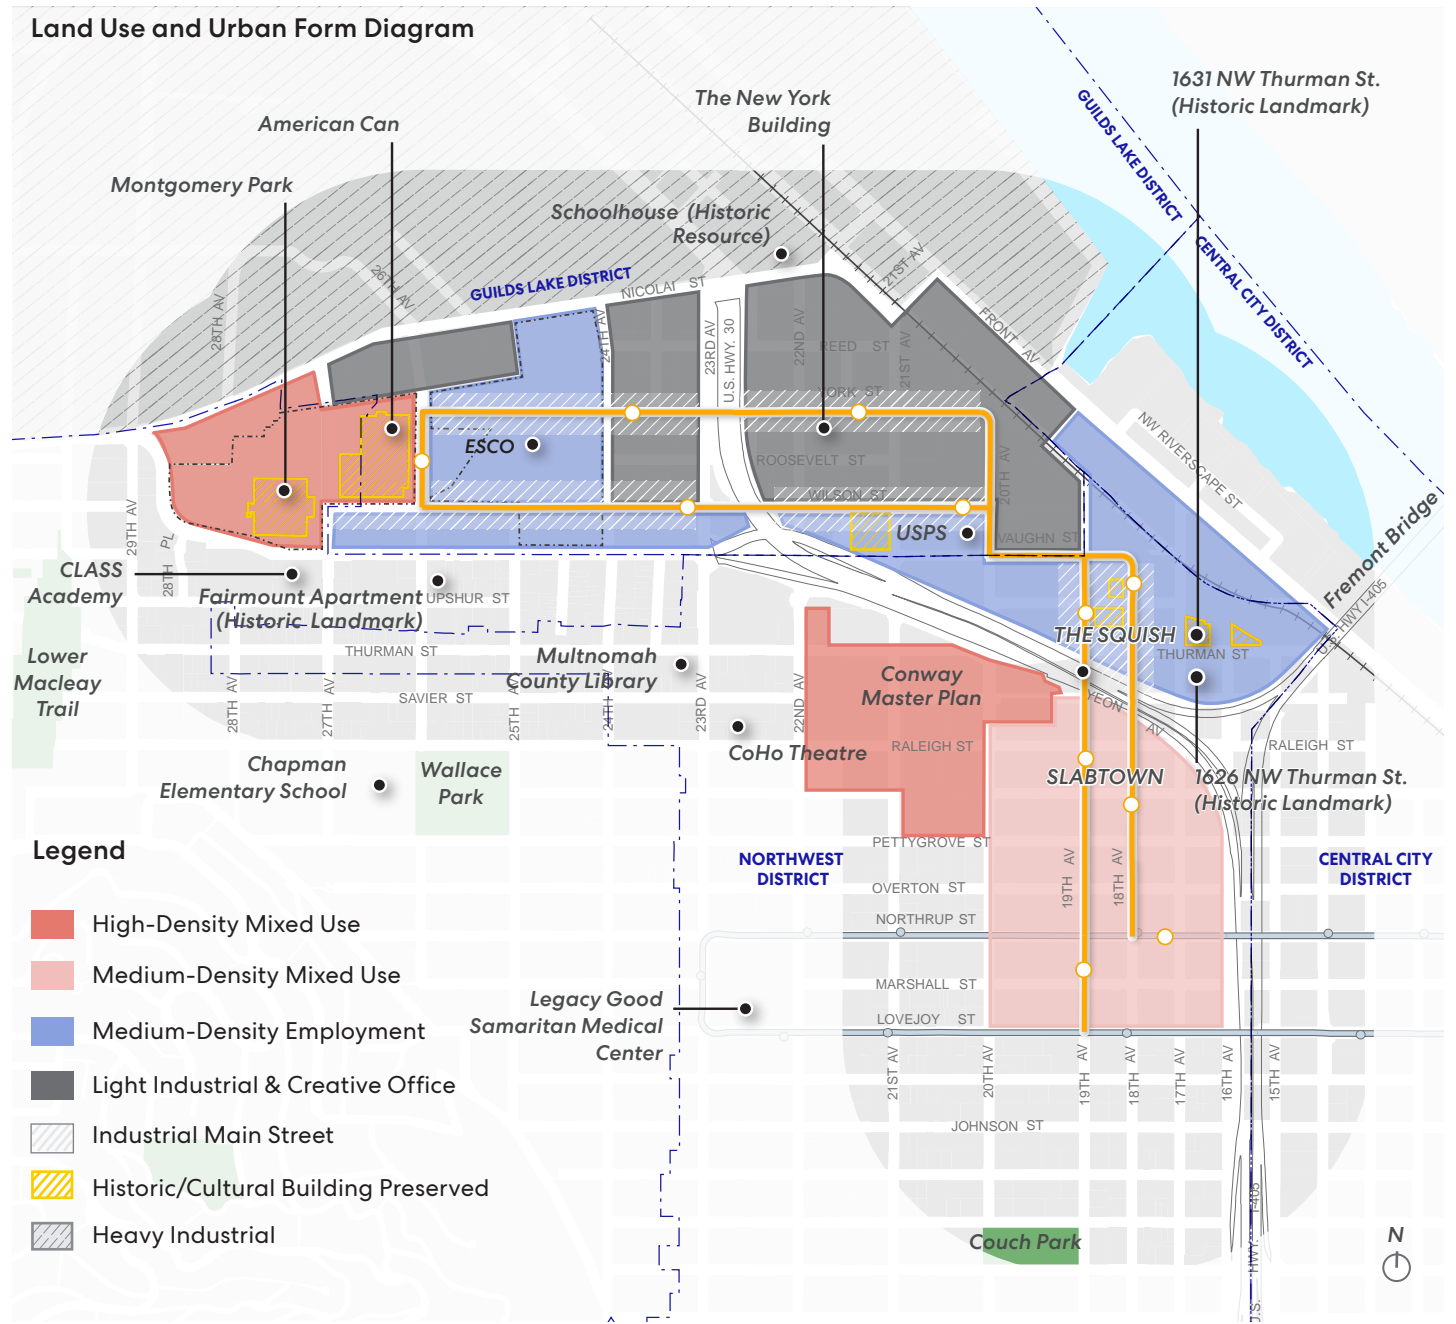 Land Use and Urban Form Diagram
1631 NW Thurman St.
(Historic Landmark)
The New York
Building
American Can
Montgomery Park
GUILDS LAKE DISTRICT
CENTRAL CITY DISTRICT
Schoolhouse (Historic
Resource)
GUILDS LAKE DISTRICT
NICOLAI ST
26TH AV
28TH AV
24TH AV
23RD AV
U.S. HWY. 30
22ND AV
REED ST
21ST AV
21ST AV
FRONT AV
YORK ST
ROOSEVELT ST
WILSON ST
20TH AV
VAUGHN ST
NW RIVERSCAPE ST
Fremont Bridge
HWY I-405
ESCO
USPS
29TH AV
28TH PL
CLASS
Academy
Fairmount Apartment
(Historic Landmark)
UPSHUR ST
THURMAN ST
SAVIER ST
Lower
Macleay
Trail
28TH AV
27TH AV
25TH AV
24TH AV
23RD AV
22ND AV
Multnomah
County Library
CoHo Theatre
Conway
Master Plan
RALEIGH ST
THE SQUISH
THURMAN ST
YEON AV
RALEIGH ST
SLABTOWN
1626 NW Thurman St.
(Historic Landmark)
Chapman
Elementary School
Wallace
Park
PETTYGROVE ST
NORTHWEST
DISTRICT
CENTRAL CITY
DISTRICT
OVERTON ST
NORTHRUP ST
19TH AV
18TH AV
MARSHALL ST
LOVEJOY ST
Legacy Good
Samaritan Medical
Center
21ST AV
20TH AV
19TH AV
18TH AV
17TH AV
16TH AV
15TH AV
JOHNSON ST
U.S. HWY. I-405
Couch Park
N
Legend
High-Density Mixed Use
Medium-Density Mixed Use
Medium-Density Employment
Light Industrial & Creative Office
Industrial Main Street
Historic/Cultural Building Preserved
Heavy Industrial